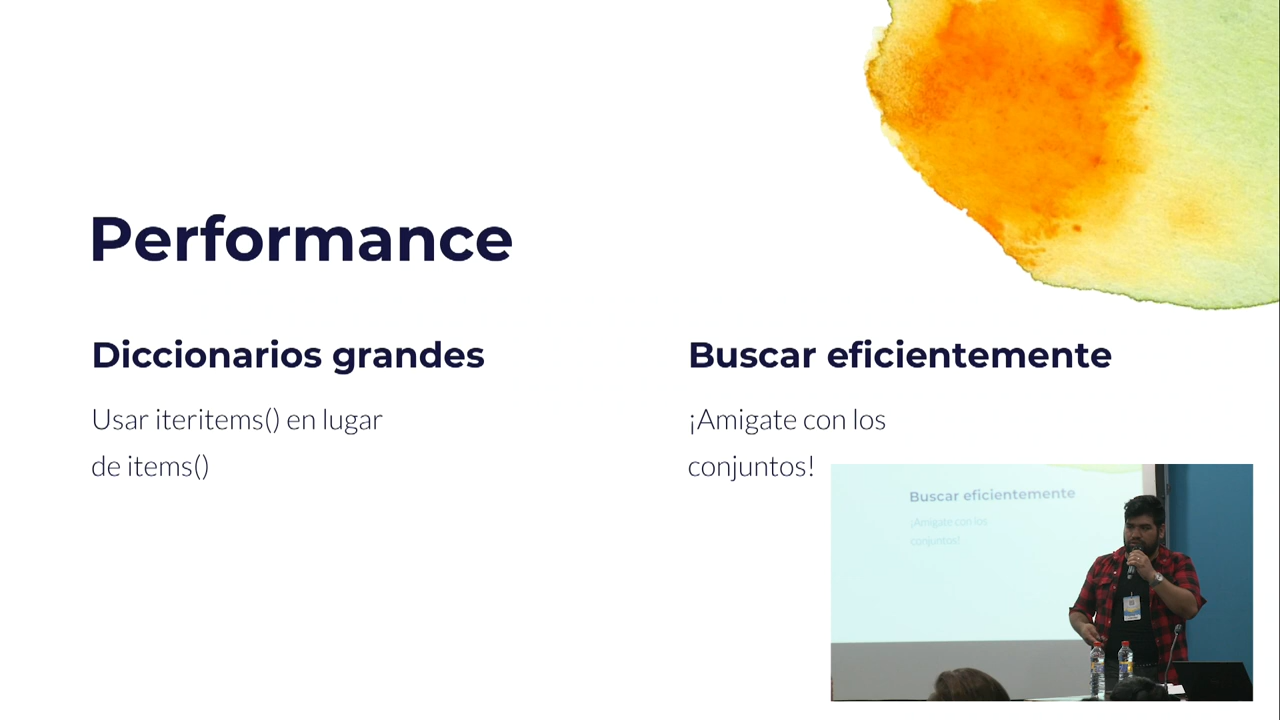 Performance
Diccionarios grandes
Usar iteritems() en lugar
de items()
Buscar eficientemente
¡Amigate con los
conjuntos!
Buscar eficientemente
¡Amigate con los
conjuntos!